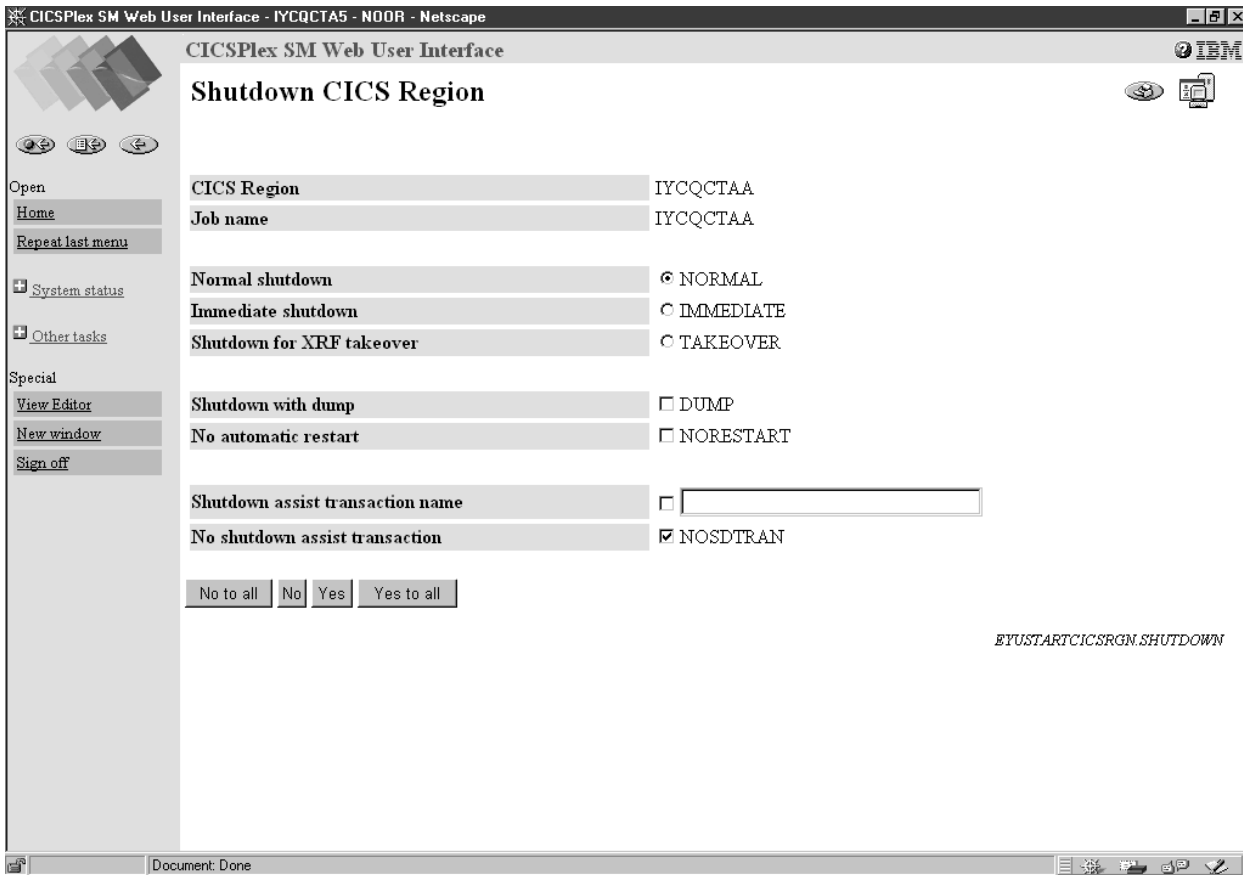 CICSPlex SM Web User Interface - IYCQCTA5 - NOOR - Netscape
CICSPlex SM Web User Interface
IBM
Shutdown CICS Region
Open
Home
Repeat last menu
System status
Other tasks
Special
View Editor
New window
Sign off
CICS Region IYCQCTAA
Job name IYCQCTAA
Normal shutdown NORMAL
Immediate shutdown IMMEDIATE
Shutdown for XRF takeover TAKEOVER
Shutdown with dump DUMP
No automatic restart NORESTART
Shutdown assist transaction name
No shutdown assist transaction NOSDTRAN
No to all No Yes Yes to all
EYUSTARTCICSRGN.SHUTDOWN
Document: Done